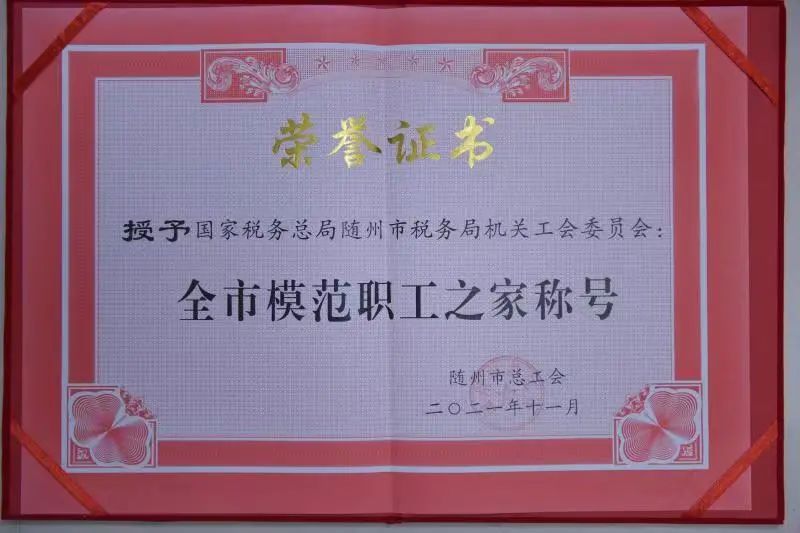 荣誉证书
授予国家税务总局随州市税务局机关工会委员会：
全市模范职工之家称号
随州市总工会
二〇二一年十一月